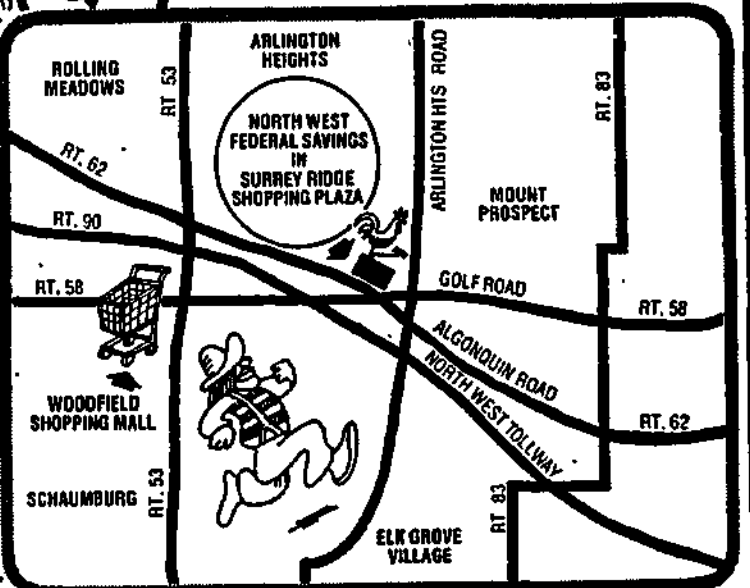 ARLINGTON
HEIGHTS
ROLLING
MEADOWS
RT. 53
ARLINGTON HTS ROAD
RT. 83
NORTH WEST
FEDERAL SAVINGS
IN
SURREY RIDGE
SHOPPING PLAZA
RT. 62
MOUNT
PROSPECT
RT. 90
RT. 58
GOLF ROAD
RT. 58
ALGONQUIN ROAD
NORTH WEST TOLLWAY
WOODFIELD
SHOPPING MALL
RT. 62
SCHAUMBURG
RT. 53
RT 83
ELK GROVE
VILLAGE